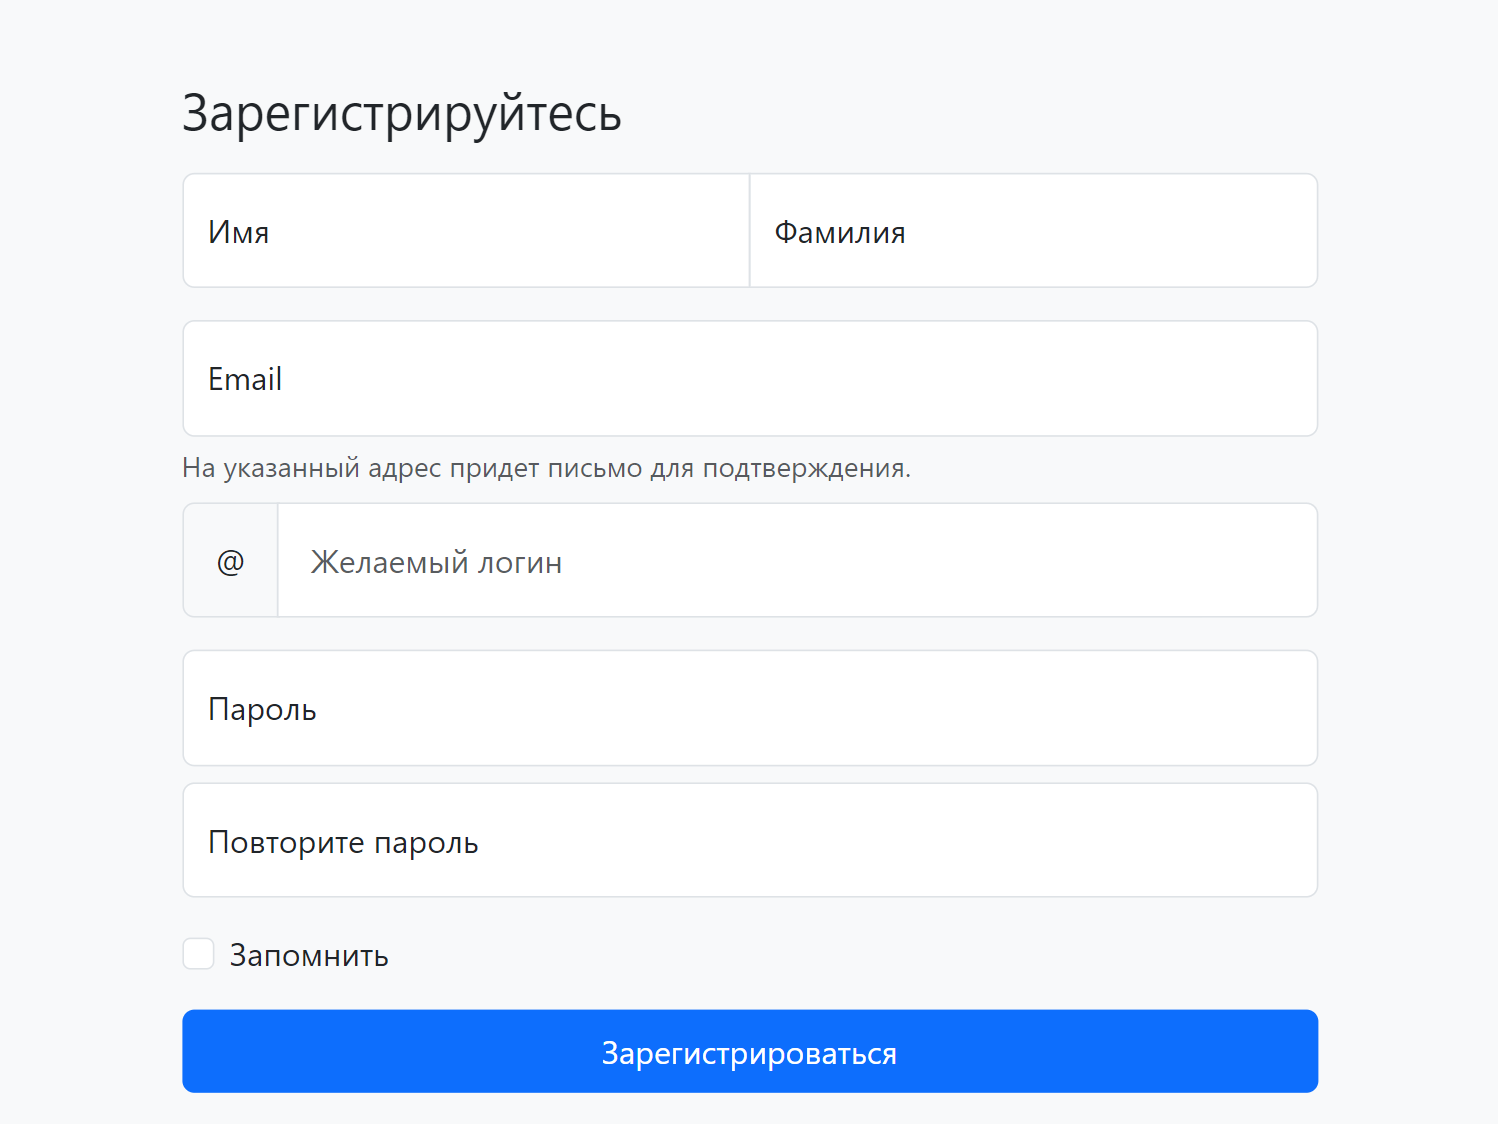 Зарегистрируйтесь
Имя Фамилия
Email
На указанный адрес придет письмо для подтверждения.
@ Желаемый логин
Пароль
Повторите пароль
Запомнить
Зарегистрироваться